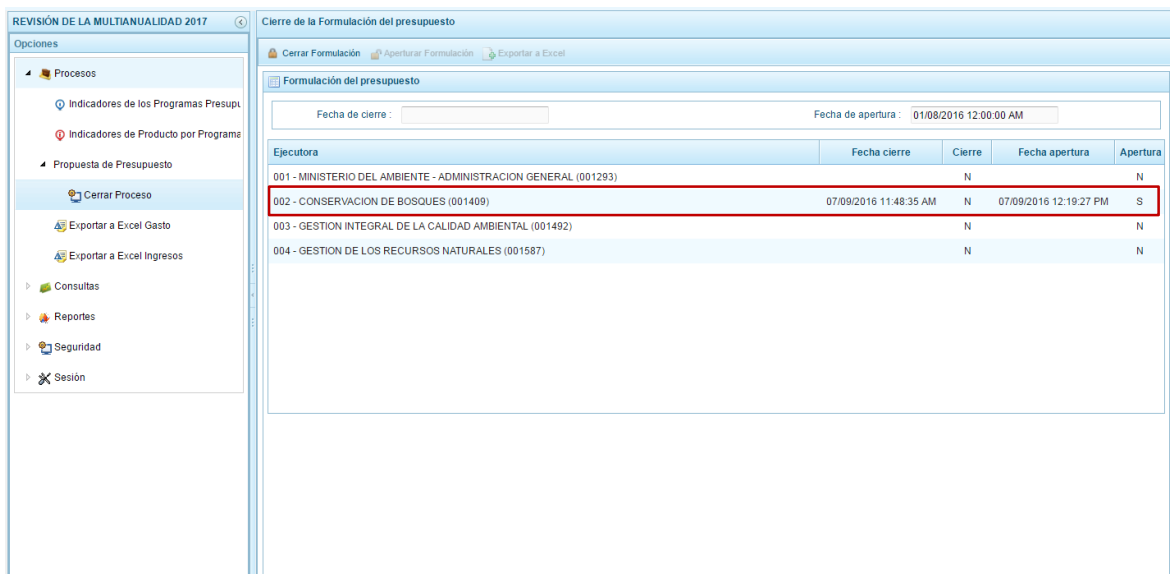 REVISIÓN DE LA MULTIANUALIDAD 2017
Opciones
Procesos
Indicadores de los Programas Presupu
Indicadores de Producto por Programa
Propuesta de Presupuesto
Cerrar Proceso
Exportar a Excel Gasto
Exportar a Excel Ingresos
Consultas
Reportes
Seguridad
Sesión
Cierre de la Formulación del presupuesto
Cerrar Formulación Aperturar Formulación Exportar a Excel
Formulación del presupuesto
Fecha de cierre : Fecha de apertura : 01/08/2016 12:00:00 AM
Ejecutora Fecha cierre Cierre Fecha apertura Apertura
001 - MINISTERIO DEL AMBIENTE - ADMINISTRACION GENERAL (001293) N N
002 - CONSERVACION DE BOSQUES (001409) 07/09/2016 11:48:35 AM N 07/09/2016 12:19:27 PM S
003 - GESTION INTEGRAL DE LA CALIDAD AMBIENTAL (001492) N N
004 - GESTION DE LOS RECURSOS NATURALES (001587) N N